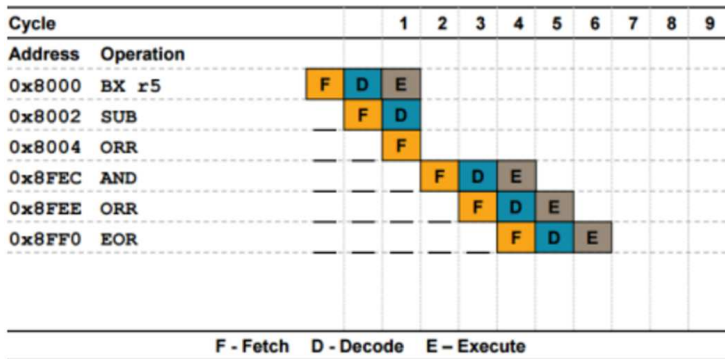 Cycle 1 2 3 4 5 6 7 8 9
Address Operation
0x8000 BX r5 F D E
0x8002 SUB F D
0x8004 ORR F
0x8FEC AND F D E
0x8FEE ORR F D E
0x8FF0 EOR F D E
F - Fetch D - Decode E – Execute